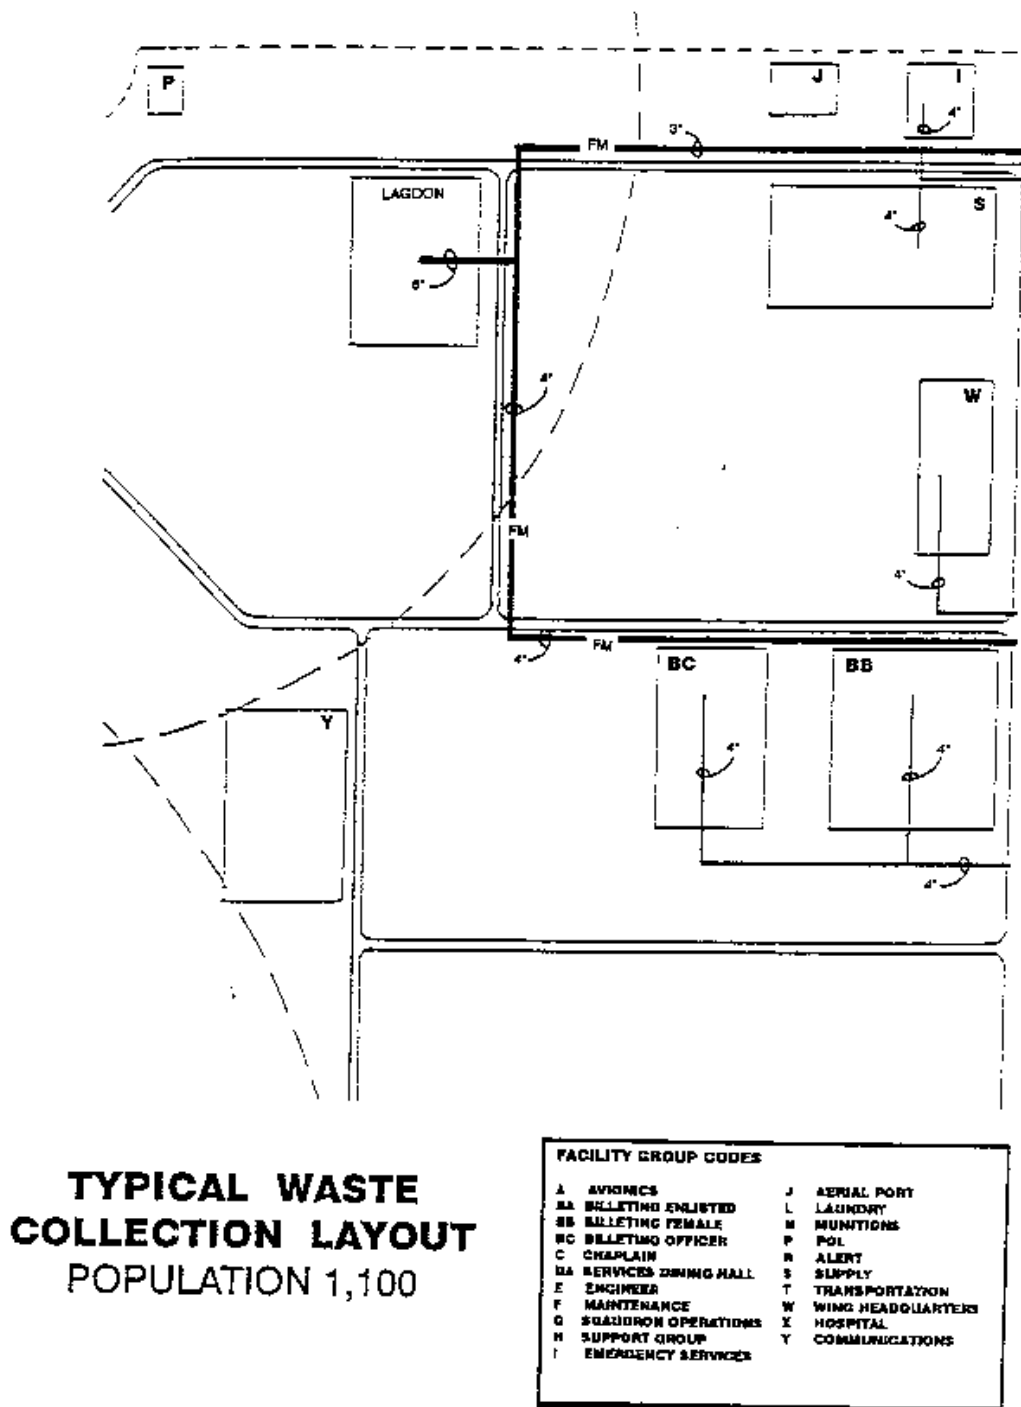 P
J
I
4"
3"
FM
LAGOON
S
4"
6"
4"
W
FM
4"
4"
FM
BC
BB
Y
4"
4"
4"
TYPICAL WASTE
COLLECTION LAYOUT
POPULATION 1,100
FACILITY GROUP CODES
A AVIONICS
BA BILLETING ENLISTED
BB BILLETING FEMALE
BC BILLETING OFFICER
C CHAPLAIN
DA SERVICES DINING HALL
E ENGINEER
F MAINTENANCE
G SQUADRON OPERATIONS
H SUPPORT GROUP
I EMERGENCY SERVICES
J AERIAL PORT
L LAUNDRY
M MUNITIONS
P POL
R ALERT
S SUPPLY
T TRANSPORTATION
W WING HEADQUARTERS
X HOSPITAL
Y COMMUNICATIONS